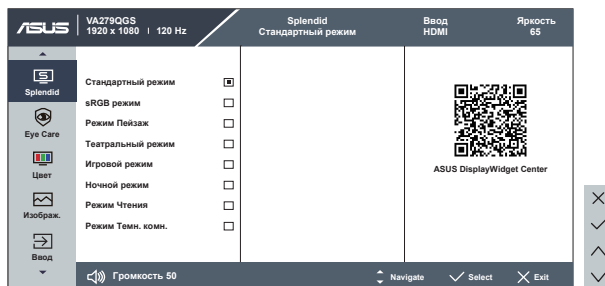 ASUS
VA279QGS
1920 x 1080 | 120 Hz
Splendid
Стандартный режим
Ввод
HDMI
Яркость
65
Splendid
Eye Care
Цвет
Изображ.
Ввод
Стандартный режим
sRGB режим
Режим Пейзаж
Театральный режим
Игровой режим
Ночной режим
Режим Чтения
Режим Темн. комн.
ASUS DisplayWidget Center
Громкость 50
Navigate
Select
Exit